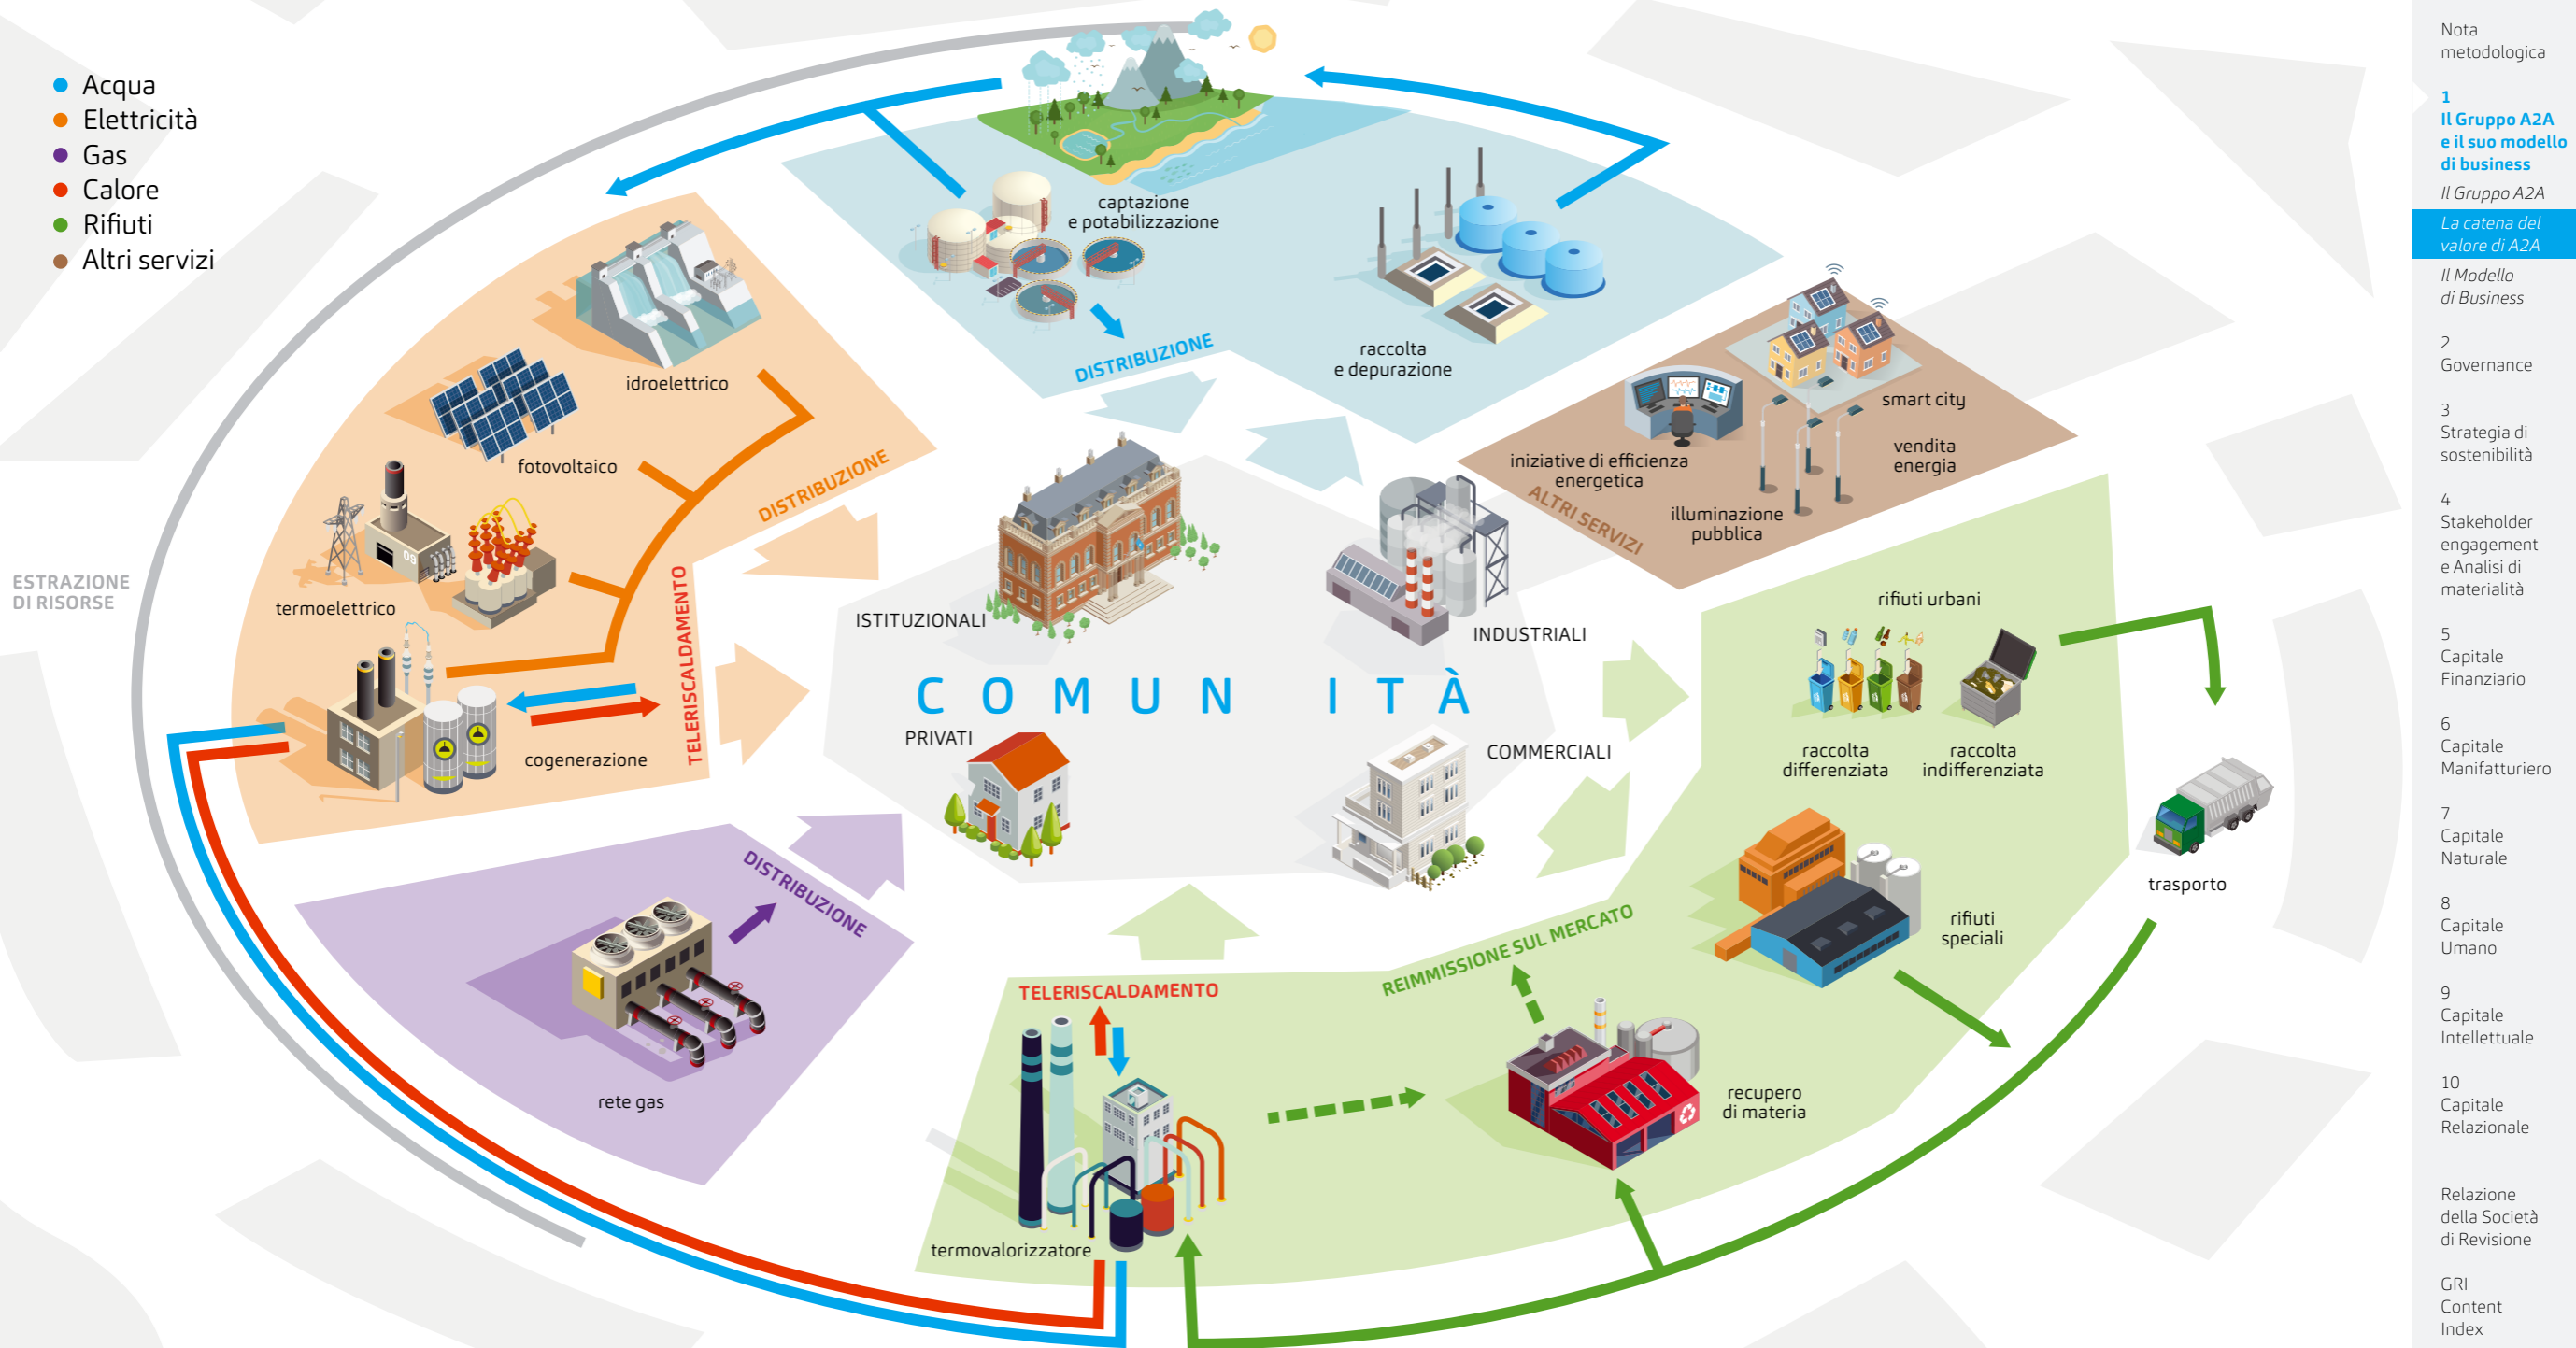 Acqua
Elettricità
Gas
Calore
Rifiuti
Altri servizi
ESTRAZIONE
DI RISORSE
captazione
e potabilizzazione
DISTRIBUZIONE
raccolta
e depurazione
idroelettrico
fotovoltaico
termoelettrico
09
cogenerazione
DISTRIBUZIONE
TELERISCALDAMENTO
smart city
vendita
energia
iniziative di efficienza
energetica
illuminazione
pubblica
ALTRI SERVIZI
ISTITUZIONALI
INDUSTRIALI
COMUNITÀ
PRIVATI
COMMERCIALI
rifiuti urbani
raccolta
differenziata
raccolta
indifferenziata
trasporto
rifiuti
speciali
REIMMISSIONE SUL MERCATO
recupero
di materia
TELERISCALDAMENTO
termovalorizzatore
DISTRIBUZIONE
rete gas
Nota
metodologica
1
Il Gruppo A2A
e il suo modello
di business
Il Gruppo A2A
La catena del
valore di A2A
Il Modello
di Business
2
Governance
3
Strategia di
sostenibilità
4
Stakeholder
engagement
e Analisi di
materialità
5
Capitale
Finanziario
6
Capitale
Manifatturiero
7
Capitale
Naturale
8
Capitale
Umano
9
Capitale
Intellettuale
10
Capitale
Relazionale
Relazione
della Società
di Revisione
GRI
Content
Index